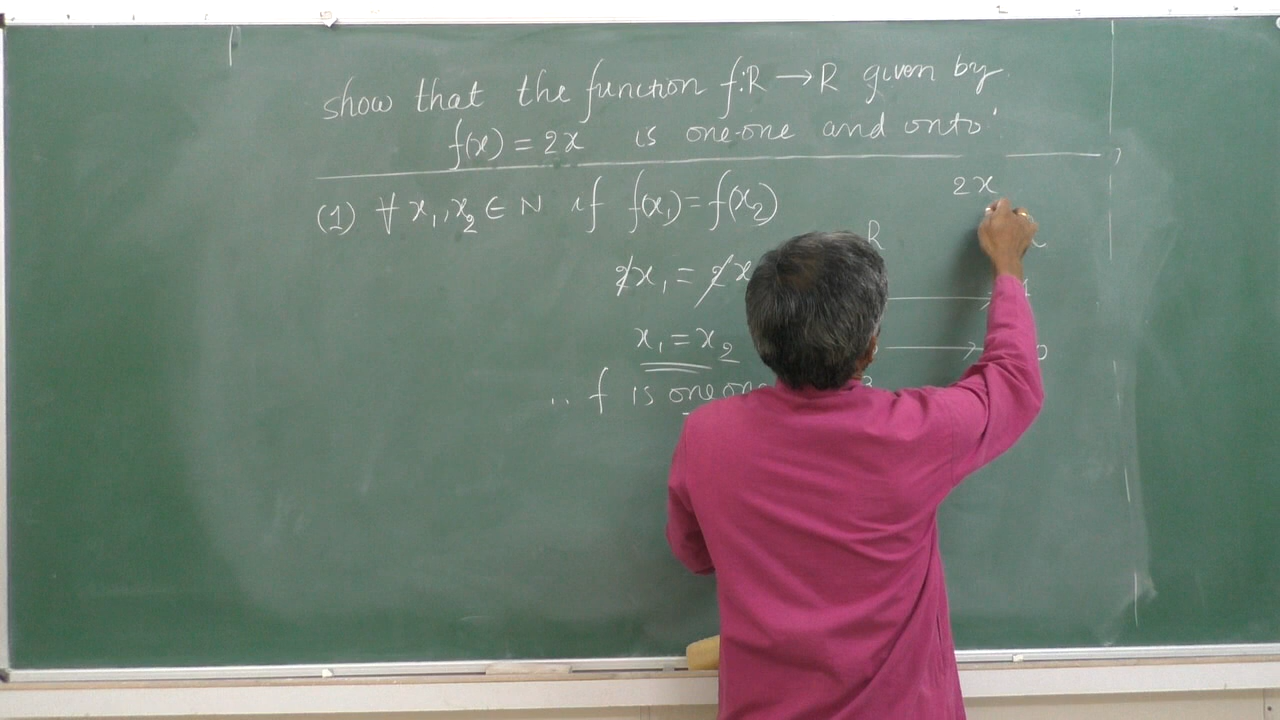 show that the function f:R → R given by
f(x) = 2x is one-one and onto'
(1) ∀ x₁, x₂ ∈ N if f(x₁) = f(x₂)
2x
R
2x₁ = 2x
x₁ = x₂
∴ f is one